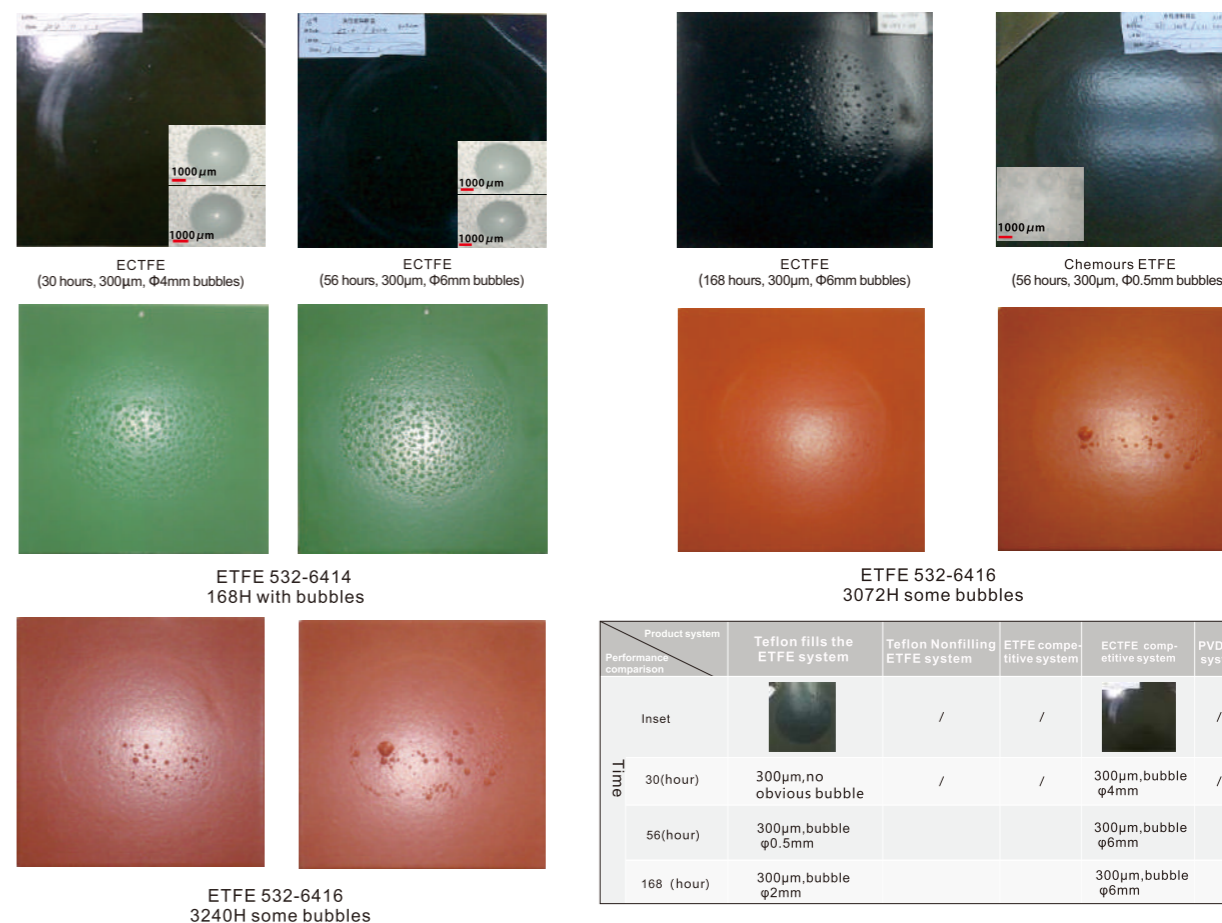 1000μm
1000μm
1000μm
1000μm
1000μm
ECTFE
(30 hours, 300μm, Φ4mm bubbles)
ECTFE
(56 hours, 300μm, Φ6mm bubbles)
ECTFE
(168 hours, 300μm, Φ6mm bubbles)
Chemours ETFE
(56 hours, 300μm, Φ0.5mm bubbles
ETFE 532-6414
168H with bubbles
ETFE 532-6416
3072H some bubbles
ETFE 532-6416
3240H some bubbles
Product system
Performance
comparison
Teflon fills the
ETFE system
Teflon Nonfilling
ETFE system
ETFE compe-
titive system
ECTFE comp-
etitive system
PVD
sys
Time
Inset
/
/
/
30(hour)
300μm,no
obvious bubble
/
/
300μm,bubble
φ4mm
/
56(hour)
300μm,bubble
φ0.5mm
300μm,bubble
φ6mm
168 (hour)
300μm,bubble
φ2mm
300μm,bubble
φ6mm